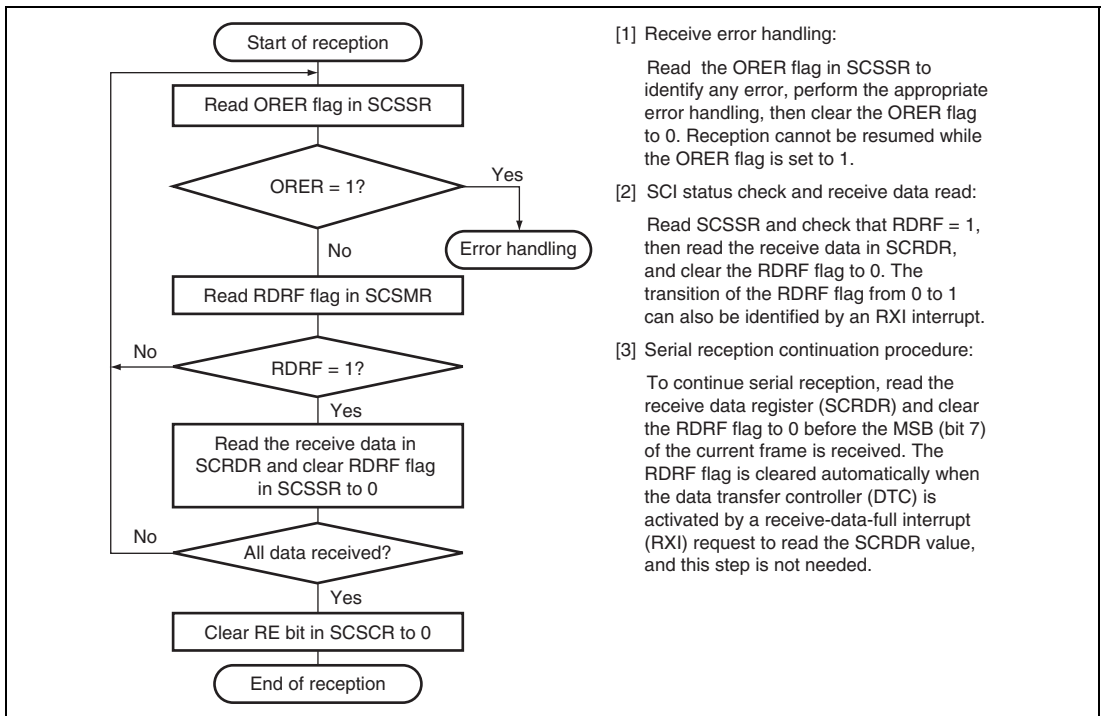 Start of reception
Read ORER flag in SCSSR
ORER = 1?
Yes
Error handling
No
Read RDRF flag in SCSMR
No
RDRF = 1?
Yes
Read the receive data in
SCRDR and clear RDRF flag
in SCSSR to 0
No
All data received?
Yes
Clear RE bit in SCSCR to 0
End of reception
[1] Receive error handling:
Read the ORER flag in SCSSR to
identify any error, perform the appropriate
error handling, then clear the ORER flag
to 0. Reception cannot be resumed while
the ORER flag is set to 1.
[2] SCI status check and receive data read:
Read SCSSR and check that RDRF = 1,
then read the receive data in SCRDR,
and clear the RDRF flag to 0. The
transition of the RDRF flag from 0 to 1
can also be identified by an RXI interrupt.
[3] Serial reception continuation procedure:
To continue serial reception, read the
receive data register (SCRDR) and clear
the RDRF flag to 0 before the MSB (bit 7)
of the current frame is received. The
RDRF flag is cleared automatically when
the data transfer controller (DTC) is
activated by a receive-data-full interrupt
(RXI) request to read the SCRDR value,
and this step is not needed.